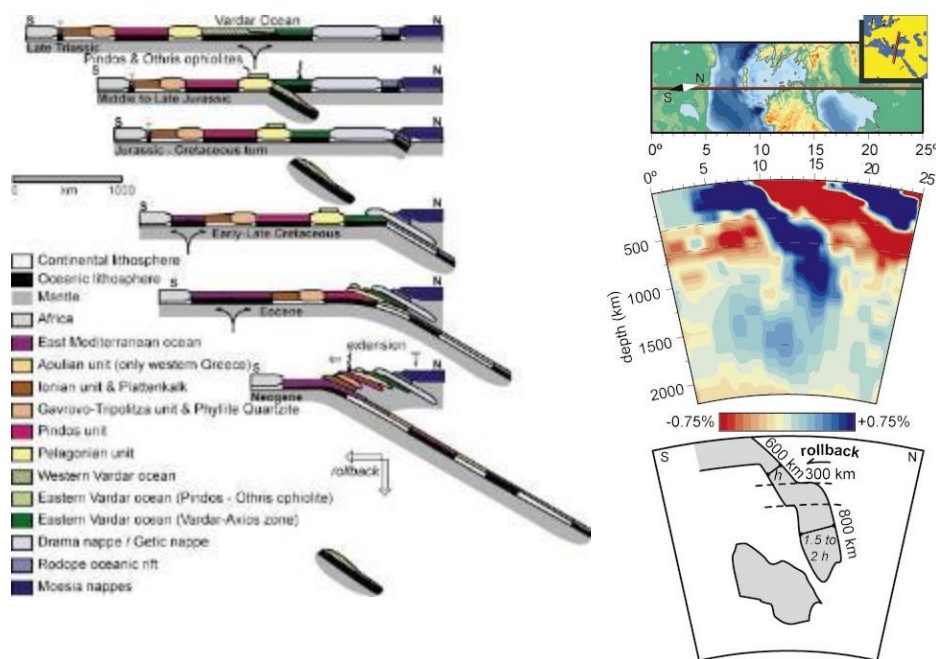 Vardar Ocean
S
N
Late Triassic
Pindos & Othris ophiolites
S
N
Middle to Late Jurassic
S
N
Jurassic - Cretaceous turn
0 km 1000
S
N
Early-Late Cretaceous
S
N
Eocene
extension
S
N
Neogene
rollback
Continental lithosphere
Oceanic lithosphere
Mantle
Africa
East Mediterranean ocean
Apulian unit (only western Greece)
Ionian unit & Plattenkalk
Gavrovo-Tripolitza unit & Phyllite Quartzite
Pindos unit
Pelagonian unit
Western Vardar ocean
Eastern Vardar ocean (Pindos - Othris ophiolite)
Eastern Vardar ocean (Vardar-Axios zone)
Drama nappe / Getic nappe
Rodope oceanic rift
Moesia nappes
N
S
0° 5 10 15 20 25°
0° 5 10 15 20 25
500
1000
1500
2000
depth (km)
-0.75% +0.75%
S
N
600 km
rollback
300 km
h
800 km
1.5 to
2 h